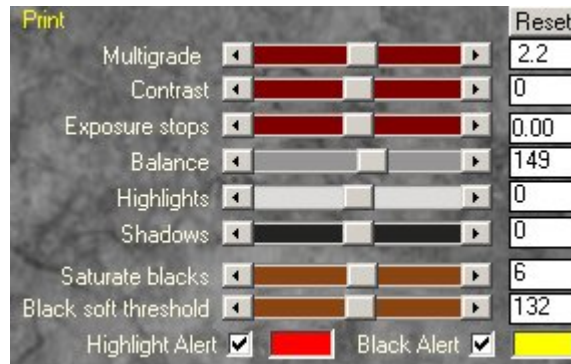 Print Reset
Multigrade 2.2
Contrast 0
Exposure stops 0.00
Balance 149
Highlights 0
Shadows 0
Saturate blacks 6
Black soft threshold 132
Highlight Alert Black Alert